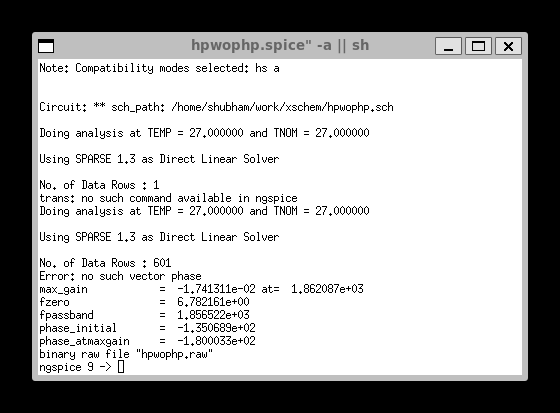 hpwophp.spice" -a || sh
Note: Compatibility modes selected: hs a
Circuit: ** sch_path: /home/shubham/work/xschem/hpwophp.sch
Doing analysis at TEMP = 27.000000 and TNOM = 27.000000
Using SPARSE 1.3 as Direct Linear Solver
No. of Data Rows : 1
trans: no such command available in ngspice
Doing analysis at TEMP = 27.000000 and TNOM = 27.000000
Using SPARSE 1.3 as Direct Linear Solver
No. of Data Rows : 601
Error: no such vector phase
max_gain = -1.741311e-02 at= 1.862087e+03
fzero = 6.782161e+00
fpassband = 1.856522e+03
phase_initial = -1.350689e+02
phase_atmaxgain = -1.800033e+02
binary raw file "hpwophp.raw"
ngspice 9 ->